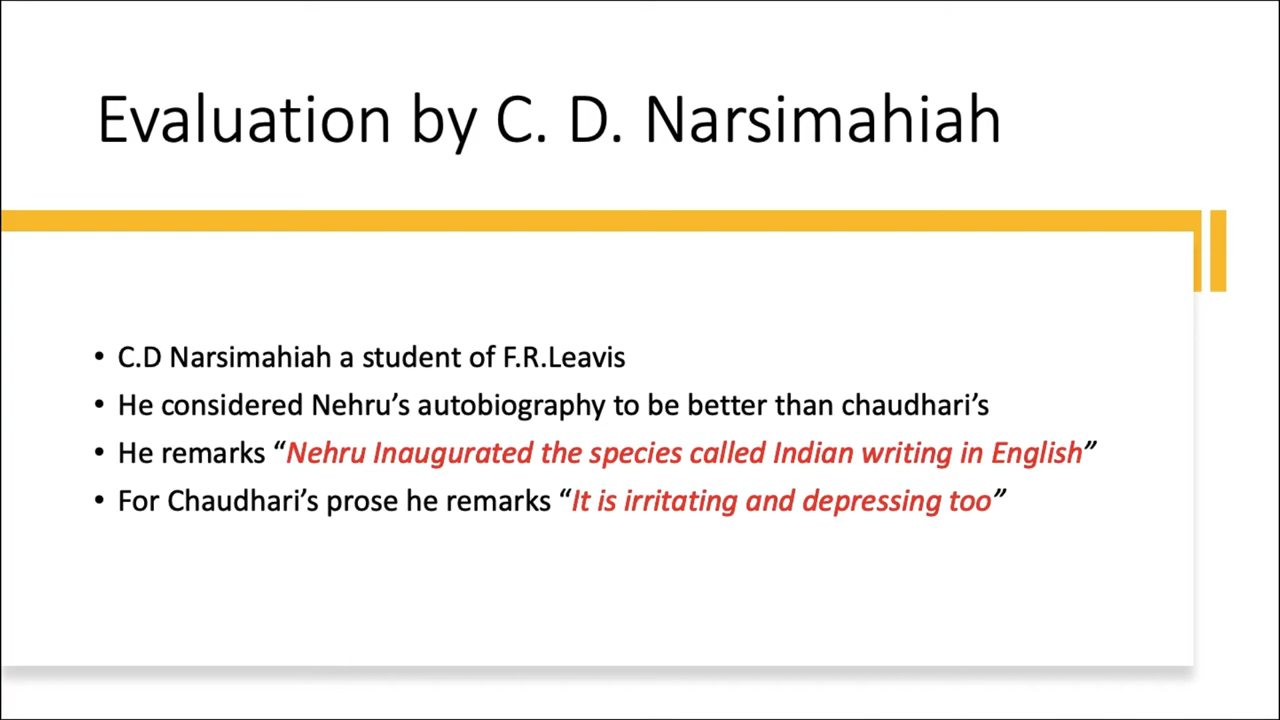 Evaluation by C. D. Narsimahiah
• C.D Narsimahiah a student of F.R.Leavis
• He considered Nehru’s autobiography to be better than chaudhari’s
• He remarks “Nehru Inaugurated the species called Indian writing in English”
• For Chaudhari’s prose he remarks “It is irritating and depressing too”